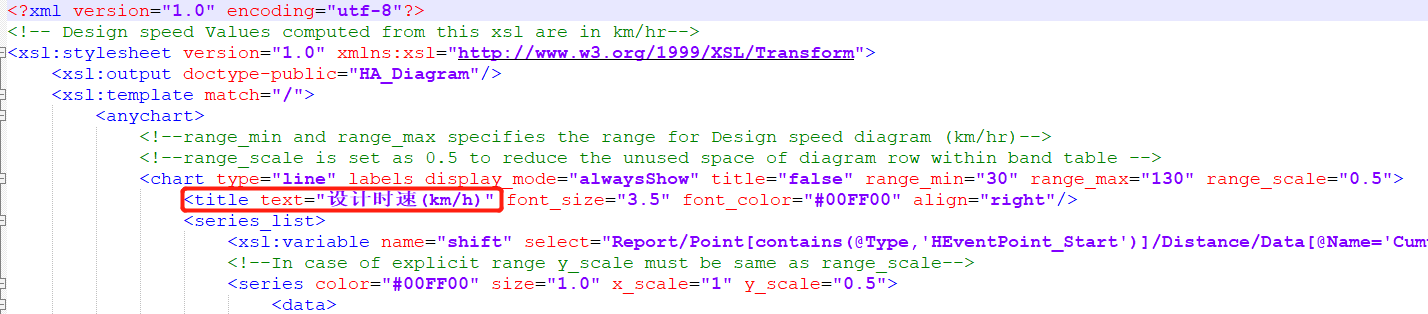 <?xml version="1.0" encoding="utf-8"?>
<!-- Design speed Values computed from this xsl are in km/hr-->
<xsl:stylesheet version="1.0" xmlns:xsl="http://www.w3.org/1999/XSL/Transform">
<xsl:output doctype-public="HA_Diagram"/>
<xsl:template match="/">
<anychart>
<!--range_min and range_max specifies the range for Design speed diagram (km/hr)-->
<!--range_scale is set as 0.5 to reduce the unused space of diagram row within band table -->
<chart type="line" labels_display_mode="alwaysShow" title="false" range_min="30" range_max="130" range_scale="0.5">
<title text="设计时速(km/h)" font_size="3.5" font_color="#00FF00" align="right"/>
<series_list>
<xsl:variable name="shift" select="Report/Point[contains(@Type,'HEventPoint_Start')]/Distance/Data[@Name='Cum
<!--In case of explicit range y_scale must be same as range_scale-->
<series color="#00FF00" size="1.0" x_scale="1" y_scale="0.5">
<data>